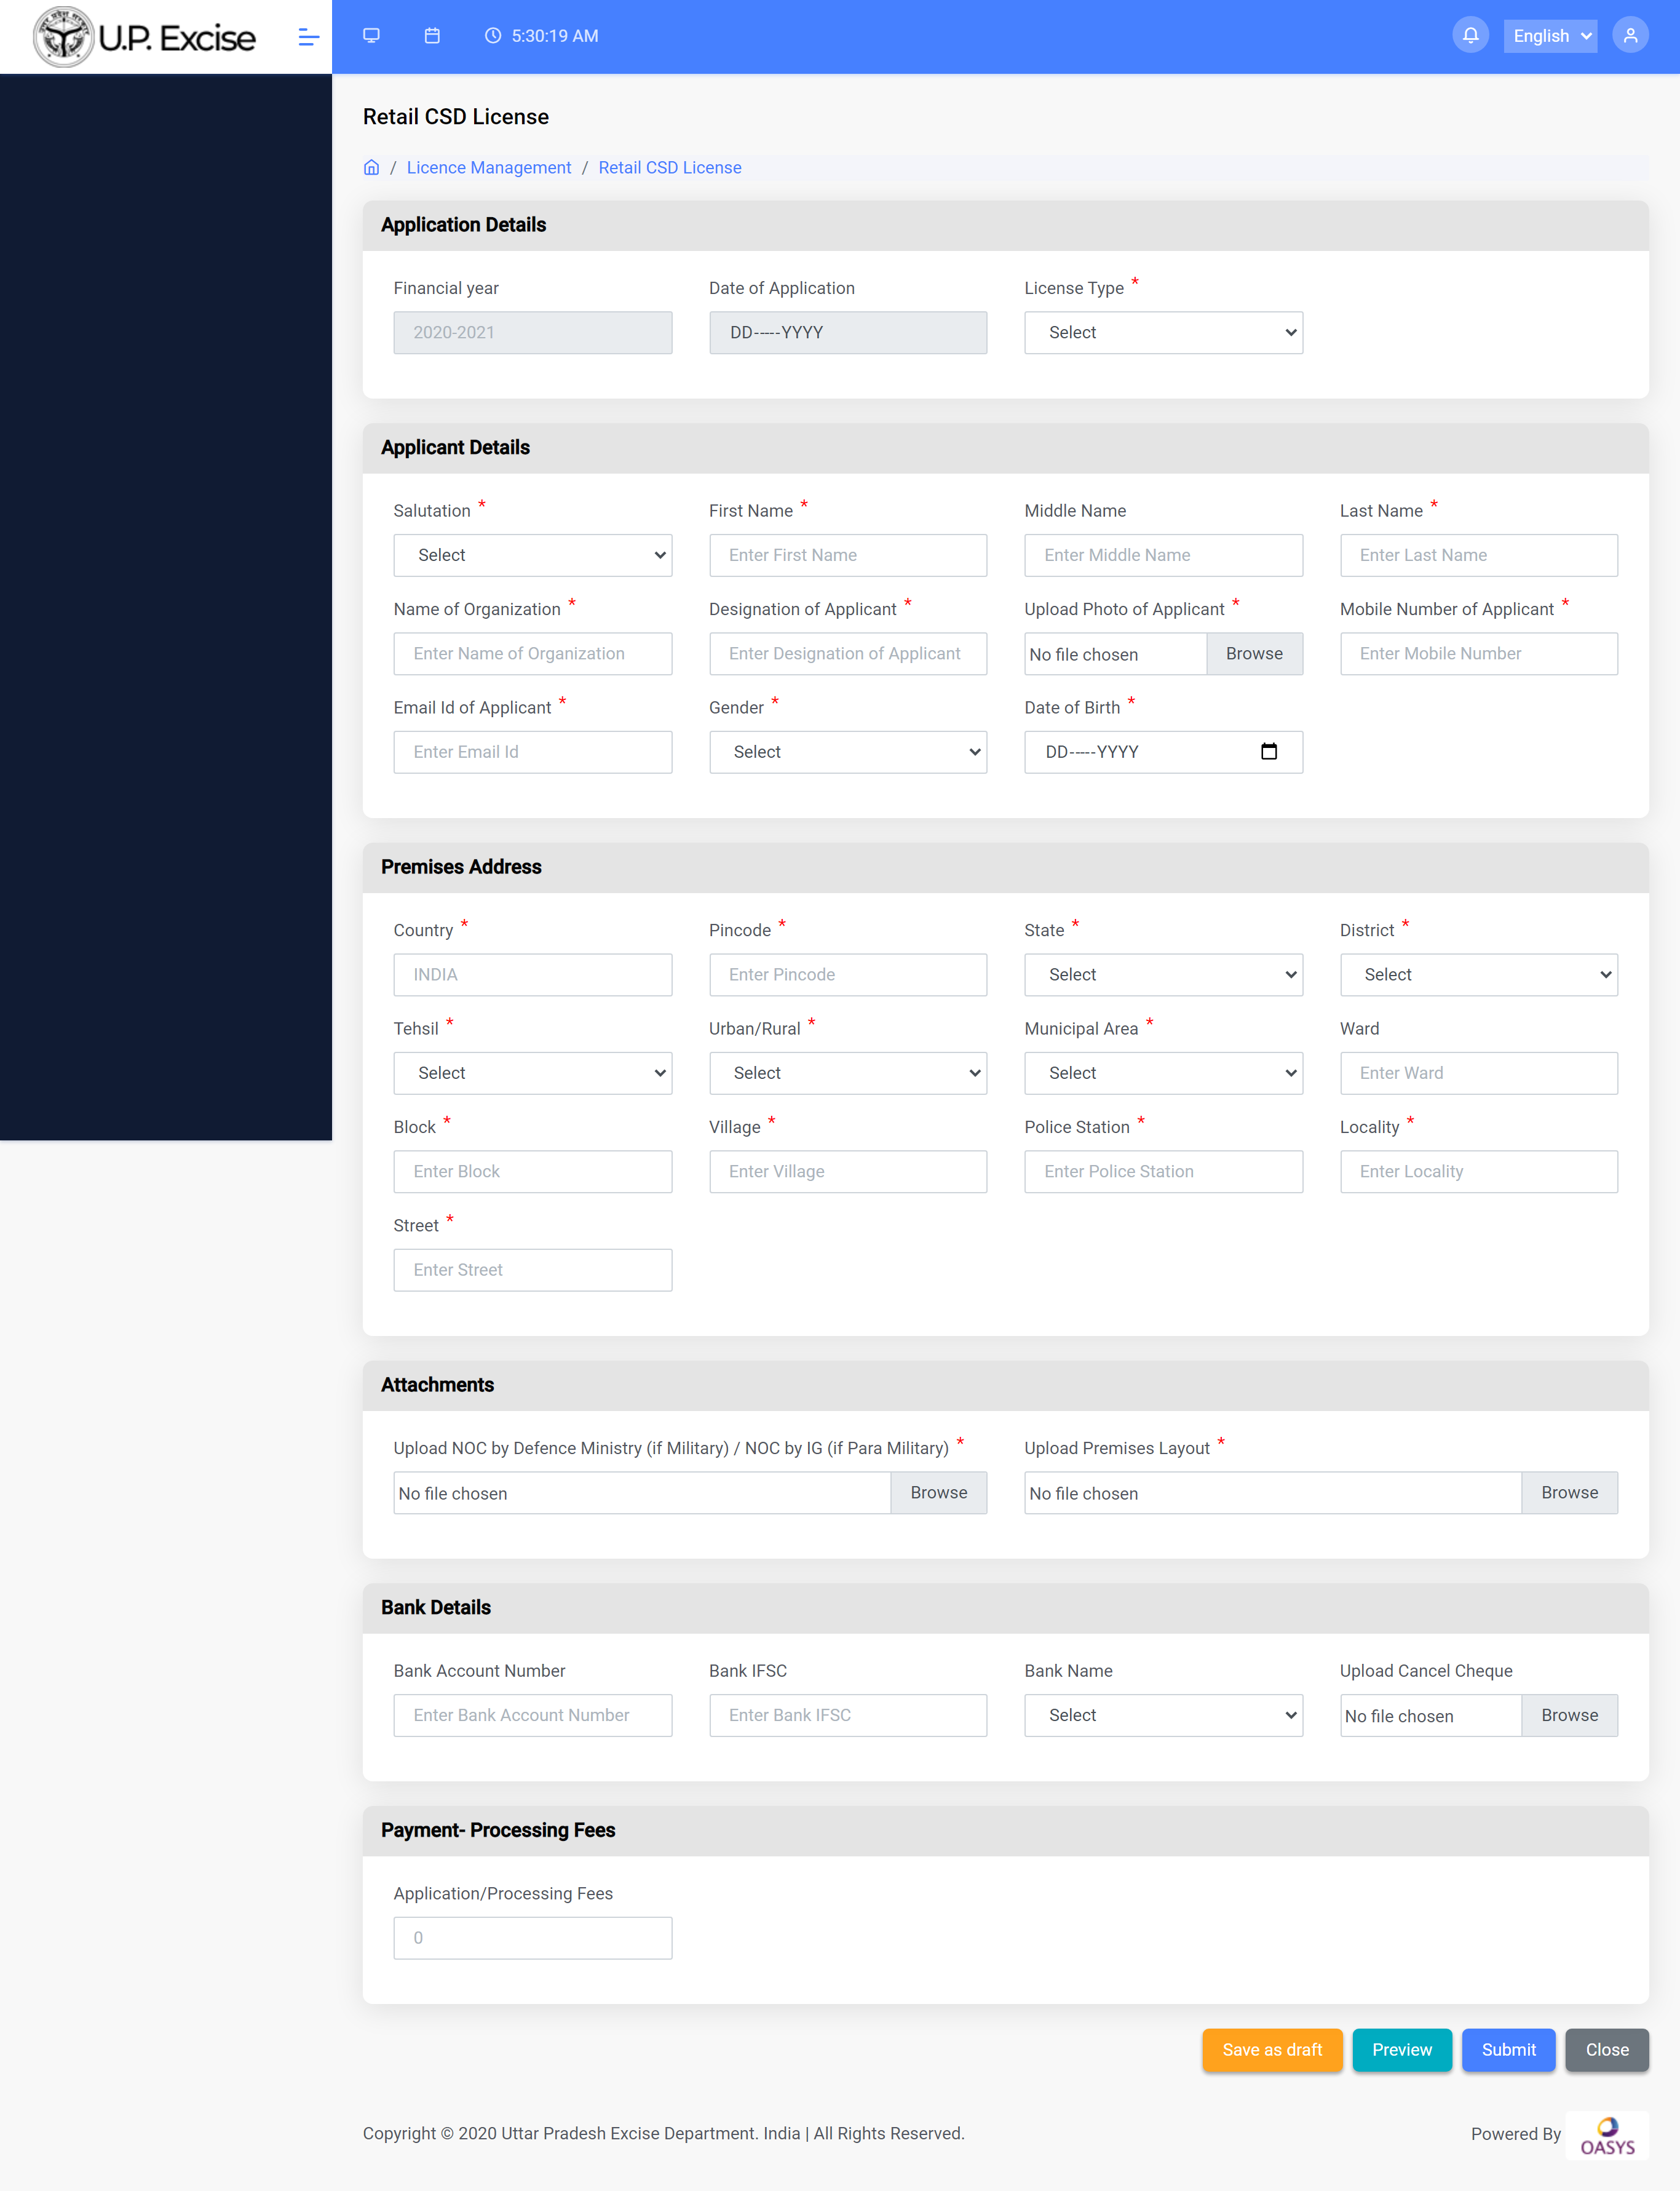 U.P. Excise
5:30:19 AM
English
Retail CSD License
/ Licence Management / Retail CSD License
Application Details
Financial year Date of Application License Type *
2020-2021 DD-----YYYY Select
Applicant Details
Salutation * First Name * Middle Name Last Name *
Select Enter First Name Enter Middle Name Enter Last Name
Name of Organization * Designation of Applicant * Upload Photo of Applicant * Mobile Number of Applicant *
Enter Name of Organization Enter Designation of Applicant No file chosen Browse Enter Mobile Number
Email Id of Applicant * Gender * Date of Birth *
Enter Email Id Select DD-----YYYY
Premises Address
Country * Pincode * State * District *
INDIA Enter Pincode Select Select
Tehsil * Urban/Rural * Municipal Area * Ward
Select Select Select Enter Ward
Block * Village * Police Station * Locality *
Enter Block Enter Village Enter Police Station Enter Locality
Street *
Enter Street
Attachments
Upload NOC by Defence Ministry (if Military) / NOC by IG (if Para Military) * Upload Premises Layout *
No file chosen Browse No file chosen Browse
Bank Details
Bank Account Number Bank IFSC Bank Name Upload Cancel Cheque
Enter Bank Account Number Enter Bank IFSC Select No file chosen Browse
Payment- Processing Fees
Application/Processing Fees
0
Save as draft Preview Submit Close
Copyright © 2020 Uttar Pradesh Excise Department. India | All Rights Reserved. Powered By OASYS